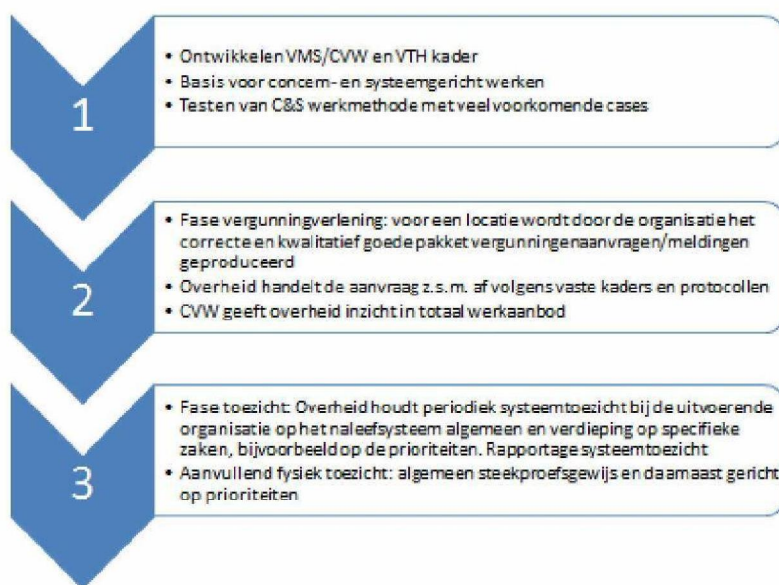 1
• Ontwikkelen VMS/CVW en VTH kader
• Basis voor concern- en systeemgericht werken
• Testen van C&S werkmethode met veel voorkomende cases
2
• Fase vergunningverlening: voor een locatie wordt door de organisatie het
correcte en kwalitatief goede pakket vergunningenaanvragen/meldingen
geproduceerd
• Overheid handelt de aanvraag z.s.m. af volgens vaste kaders en protocollen
• CVW geeft overheid inzicht in totaal werkaanbod
3
• Fase toezicht: Overheid houdt periodiek systeemtoezicht bij de uitvoerende
organisatie op het naleefsysteem algemeen en verdieping op specifieke
zaken, bijvoorbeeld op de prioriteiten. Rapportage systeemtoezicht
• Aanvullend fysiek toezicht: algemeen steekproefsgewijs en daarnaast gericht
op prioriteiten